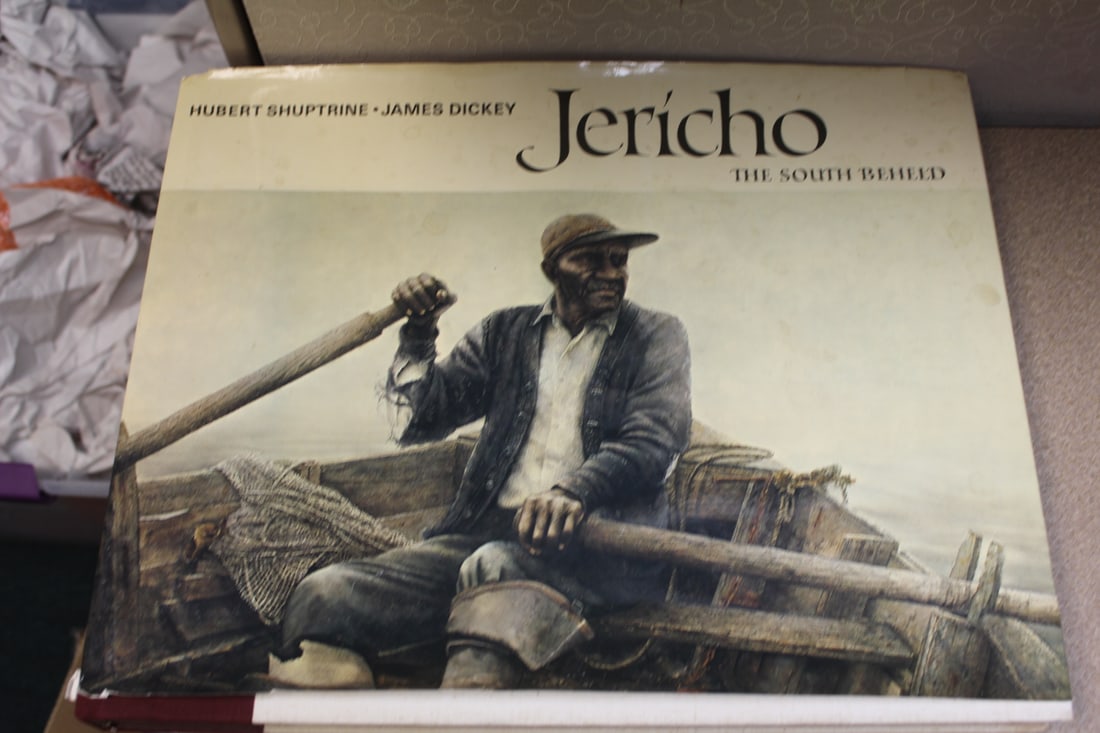 HUBERT SHUPTRINE • JAMES DICKEY
Jericho
THE SOUTH BEHELD